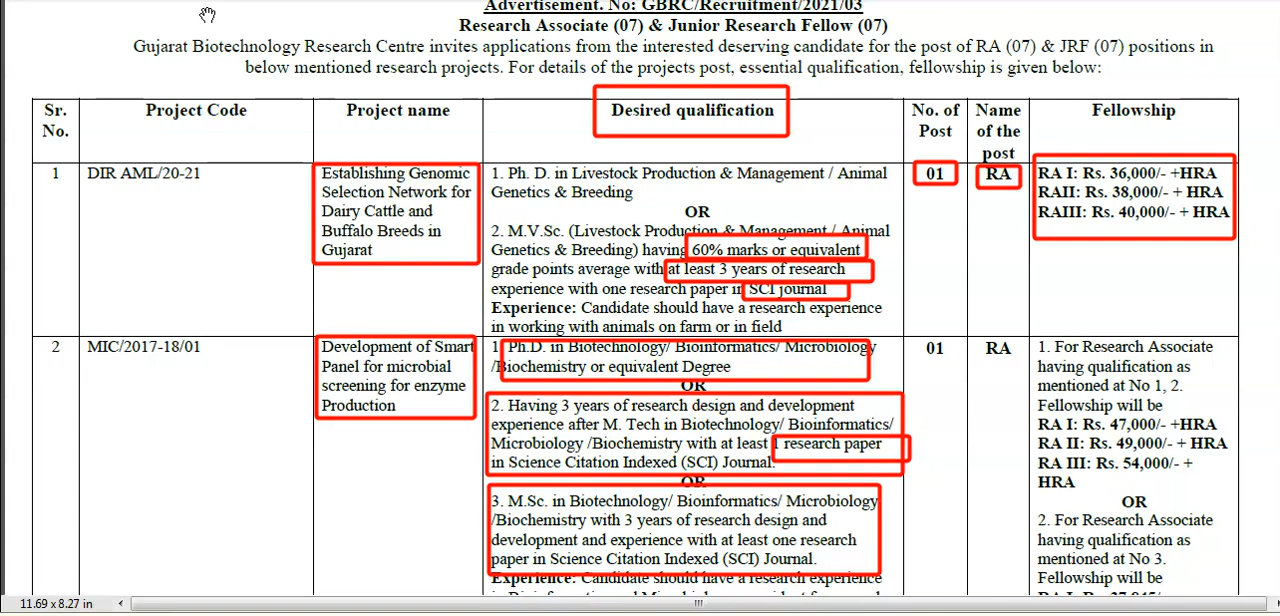 Advertisement. No: GBRC/Recruitment/2021/03
Research Associate (07) & Junior Research Fellow (07)
Gujarat Biotechnology Research Centre invites applications from the interested deserving candidate for the post of RA (07) & JRF (07) positions in
below mentioned research projects. For details of the projects post, essential qualification, fellowship is given below:
Sr. No.
Project Code
Project name
Desired qualification
No. of Post
Name of the post
Fellowship
1
DIR AML/20-21
Establishing Genomic
Selection Network for
Dairy Cattle and
Buffalo Breeds in
Gujarat
1. Ph. D. in Livestock Production & Management / Animal
Genetics & Breeding
OR
2. M.V.Sc. (Livestock Production & Management / Animal
Genetics & Breeding) having 60% marks or equivalent
grade points average with at least 3 years of research
experience with one research paper in SCI journal
Experience: Candidate should have a research experience
in working with animals on farm or in field
01
RA
RA I: Rs. 36,000/- +HRA
RAII: Rs. 38,000/- + HRA
RAIII: Rs. 40,000/- + HRA
2
MIC/2017-18/01
Development of Smart
Panel for microbial
screening for enzyme
Production
1. Ph.D. in Biotechnology/ Bioinformatics/ Microbiology
/Biochemistry or equivalent Degree
OR
2. Having 3 years of research design and development
experience after M. Tech in Biotechnology/ Bioinformatics/
Microbiology /Biochemistry with at least 1 research paper
in Science Citation Indexed (SCI) Journal.
OR
3. M.Sc. in Biotechnology/ Bioinformatics/ Microbiology
/Biochemistry with 3 years of research design and
development and experience with at least one research
paper in Science Citation Indexed (SCI) Journal.
Experience: Candidate should have a research experience
01
RA
1. For Research Associate
having qualification as
mentioned at No 1, 2.
Fellowship will be
RA I: Rs. 47,000/- +HRA
RA II: Rs. 49,000/- + HRA
RA III: Rs. 54,000/- +
HRA
OR
2. For Research Associate
having qualification as
mentioned at No 3.
Fellowship will be
11.69 x 8.27 in